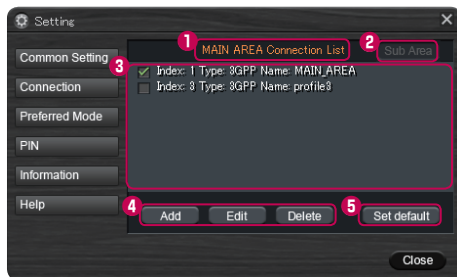 Setting
1 MAIN AREA Connection List
2 Sub Area
Common Setting
Connection
Preferred Mode
PIN
Information
Help
3
Index: 1 Type: 3GPP Name: MAIN_AREA
Index: 3 Type: 3GPP Name: profile3
4 Add Edit Delete
5 Set default
Close